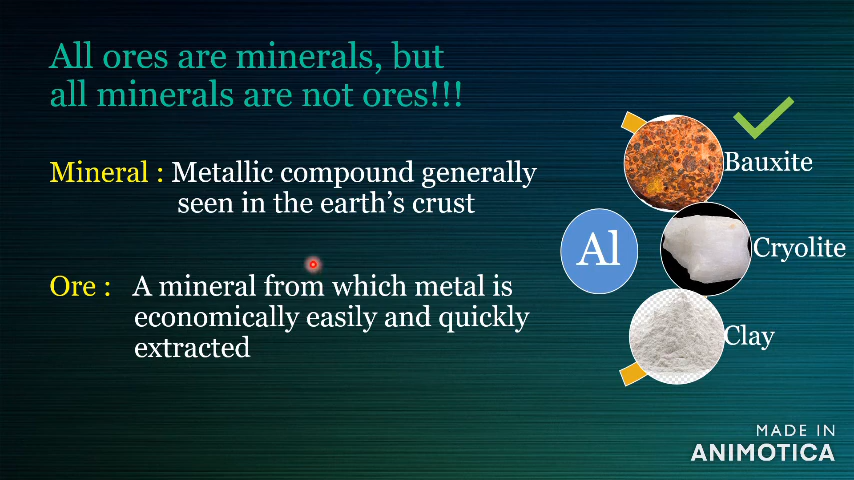 All ores are minerals, but
all minerals are not ores!!!
Mineral : Metallic compound generally
seen in the earth’s crust
Ore : A mineral from which metal is
economically easily and quickly
extracted
Al
Bauxite
Cryolite
Clay
MADE IN
ANIMOTICA